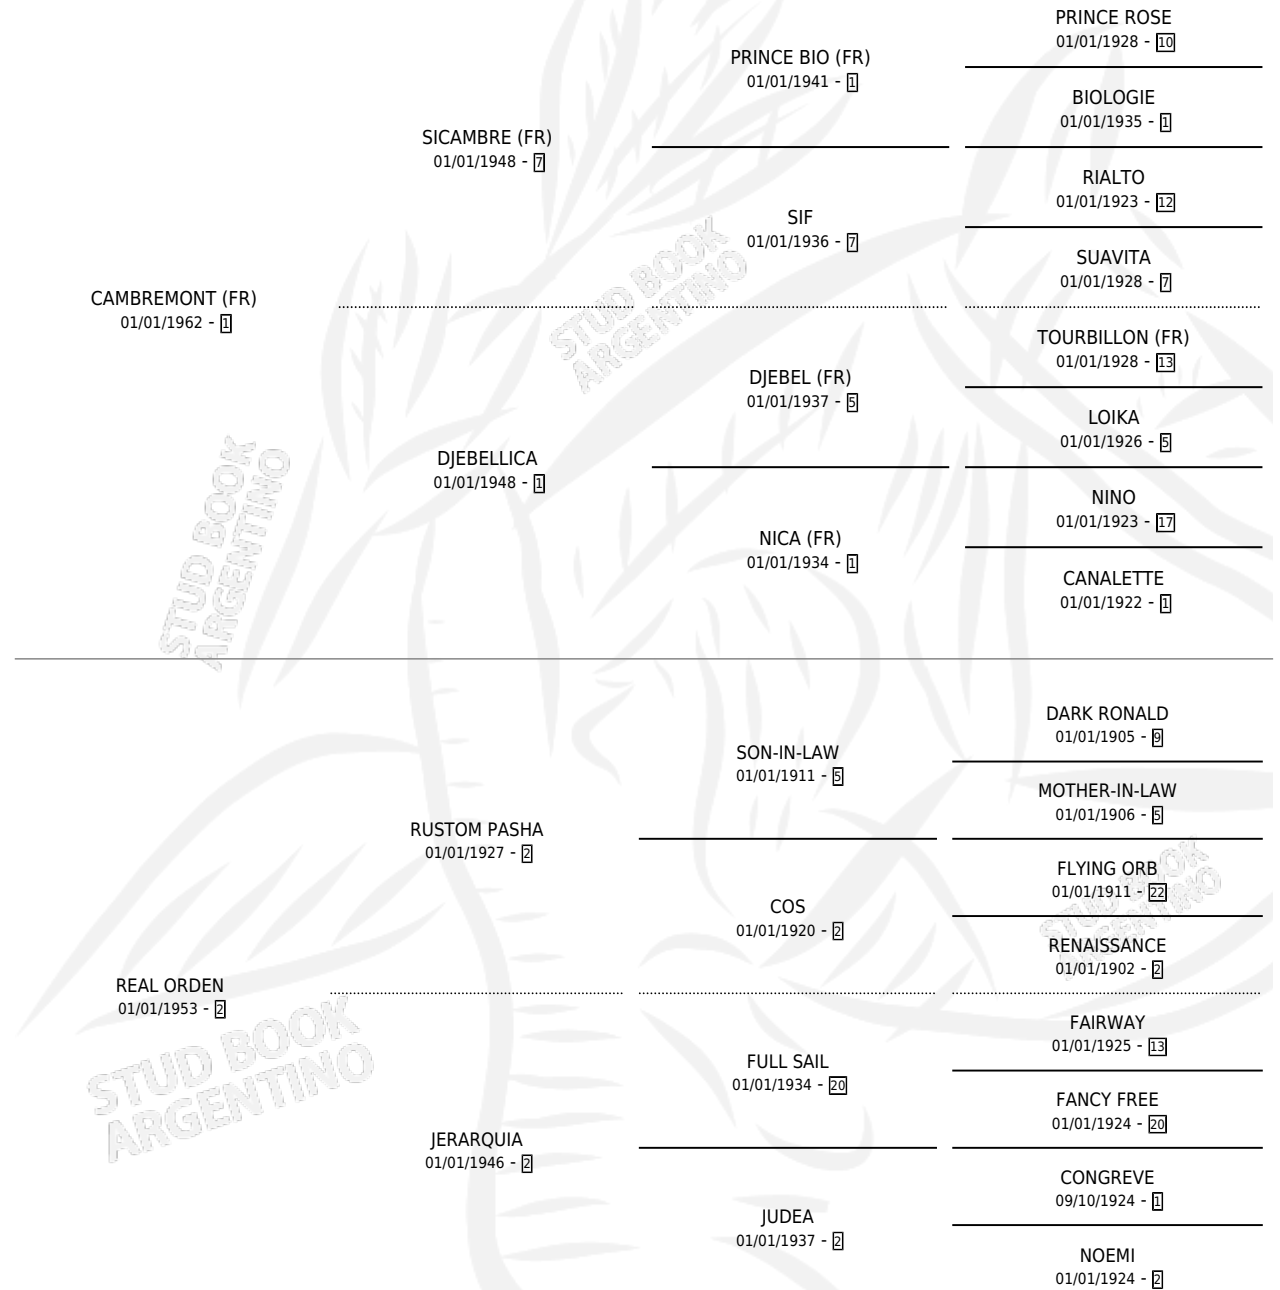 PRINCE ROSE
01/01/1928 - 10
PRINCE BIO (FR)
01/01/1941 - 1
BIOLOGIE
01/01/1935 - 1
SICAMBRE (FR)
01/01/1948 - 7
RIALTO
01/01/1923 - 12
SIF
01/01/1936 - 7
SUAVITA
01/01/1928 - 7
CAMBREMONT (FR)
01/01/1962 - 1
TOURBILLON (FR)
01/01/1928 - 13
DJEBEL (FR)
01/01/1937 - 5
LOIKA
01/01/1926 - 5
DJEBELLICA
01/01/1948 - 1
NINO
01/01/1923 - 17
NICA (FR)
01/01/1934 - 1
CANALETTE
01/01/1922 - 1
STUD BOOK
ARGENTINO
STUD BOOK
ARGENTINO
DARK RONALD
01/01/1905 - 9
SON-IN-LAW
01/01/1911 - 5
MOTHER-IN-LAW
01/01/1906 - 5
RUSTOM PASHA
01/01/1927 - 2
FLYING ORB
01/01/1911 - 22
COS
01/01/1920 - 2
RENAISSANCE
01/01/1902 - 2
REAL ORDEN
01/01/1953 - 2
FAIRWAY
01/01/1925 - 13
FULL SAIL
01/01/1934 - 20
FANCY FREE
01/01/1924 - 20
JERARQUIA
01/01/1946 - 2
CONGREVE
09/10/1924 - 1
JUDEA
01/01/1937 - 2
NOEMI
01/01/1924 - 2
STUD BOOK
ARGENTINO
STUD BOOK
ARGENTINO